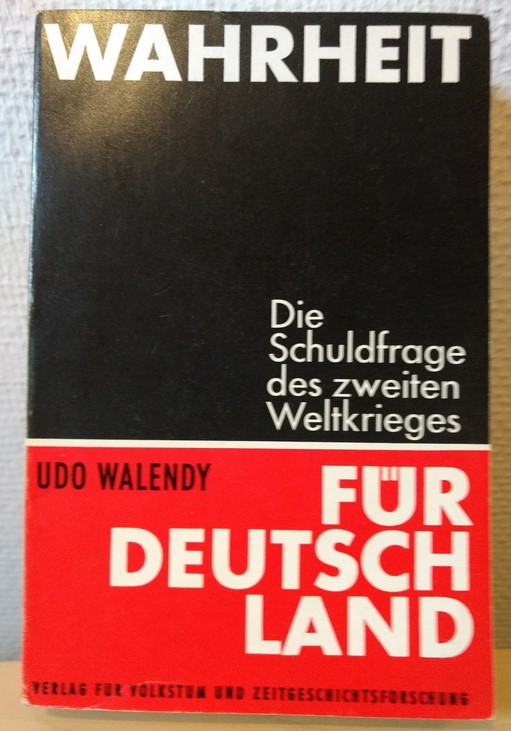 WAHRHEIT
Die
Schuldfrage
des zweiten
Weltkrieges
UDO WALENDY
FÜR
DEUTSCH
LAND
VERLAG FÜR VOLKSTUM UND ZEITGESCHICHTSFORSCHUNG